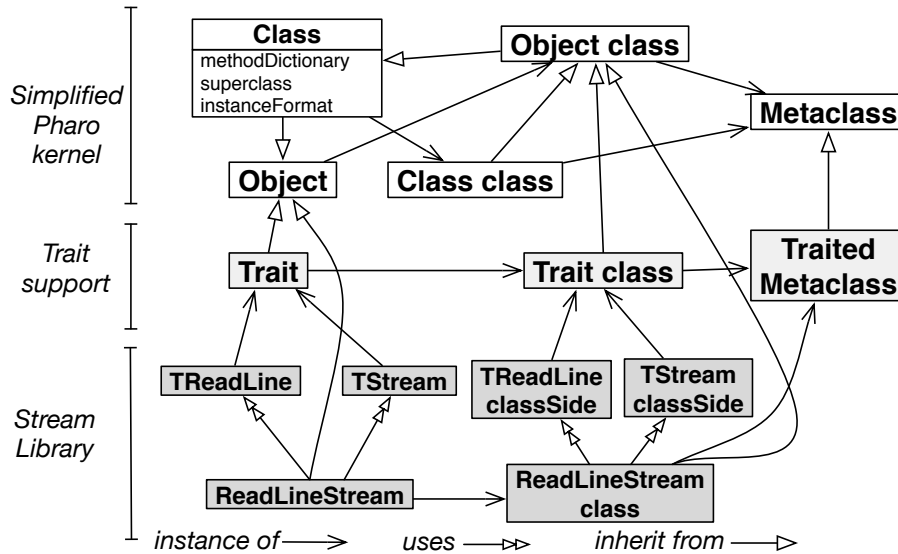 Class
methodDictionary
superclass
instanceFormat
Object class
Simplified
Pharo
kernel
Metaclass
Object
Class class
Trait
support
Trait
Trait class
Traited
Metaclass
TReadLine
TStream
TReadLine
classSide
TStream
classSide
Stream
Library
ReadLineStream
ReadLineStream
class
instance of
uses
inherit from